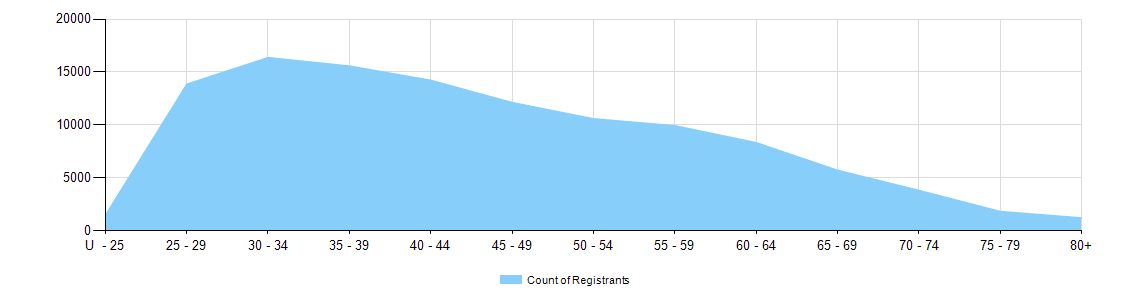 20000
15000
10000
5000
0
U - 25 25 - 29 30 - 34 35 - 39 40 - 44 45 - 49 50 - 54 55 - 59 60 - 64 65 - 69 70 - 74 75 - 79 80+
Count of Registrants